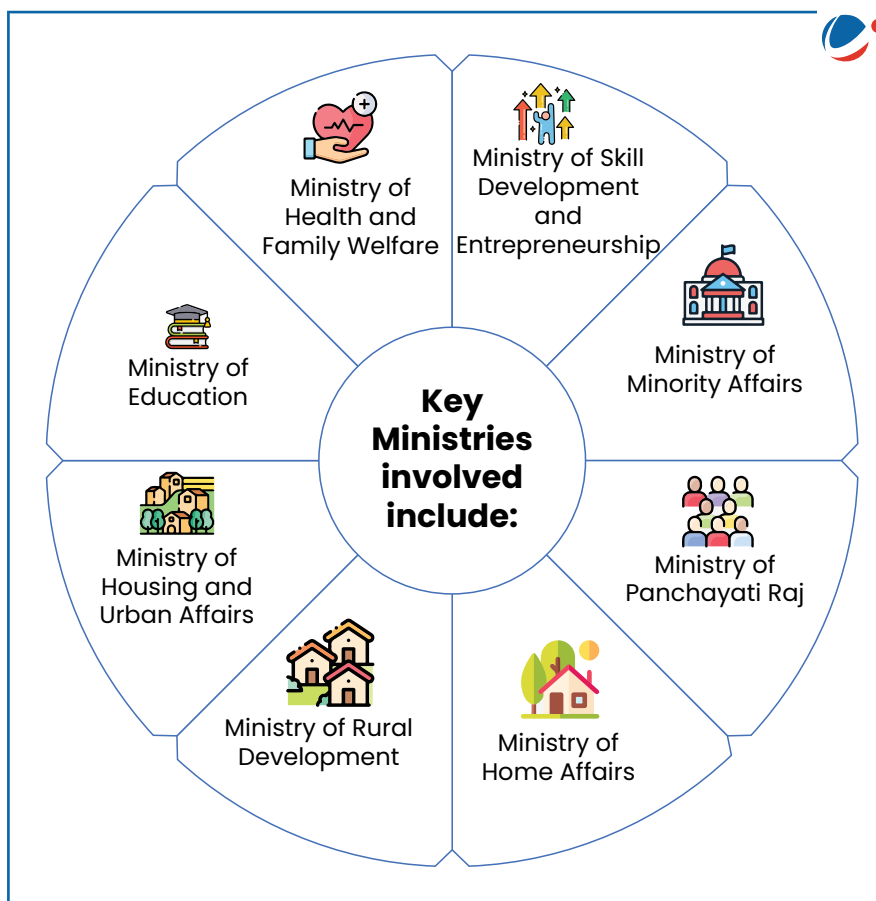 Key
Ministries
involved
include:
Ministry of Skill
Development
and
Entrepreneurship
Ministry of
Minority Affairs
Ministry of
Panchayati Raj
Ministry of
Home Affairs
Ministry of Rural
Development
Ministry of
Housing and
Urban Affairs
Ministry of
Education
Ministry of
Health and
Family Welfare